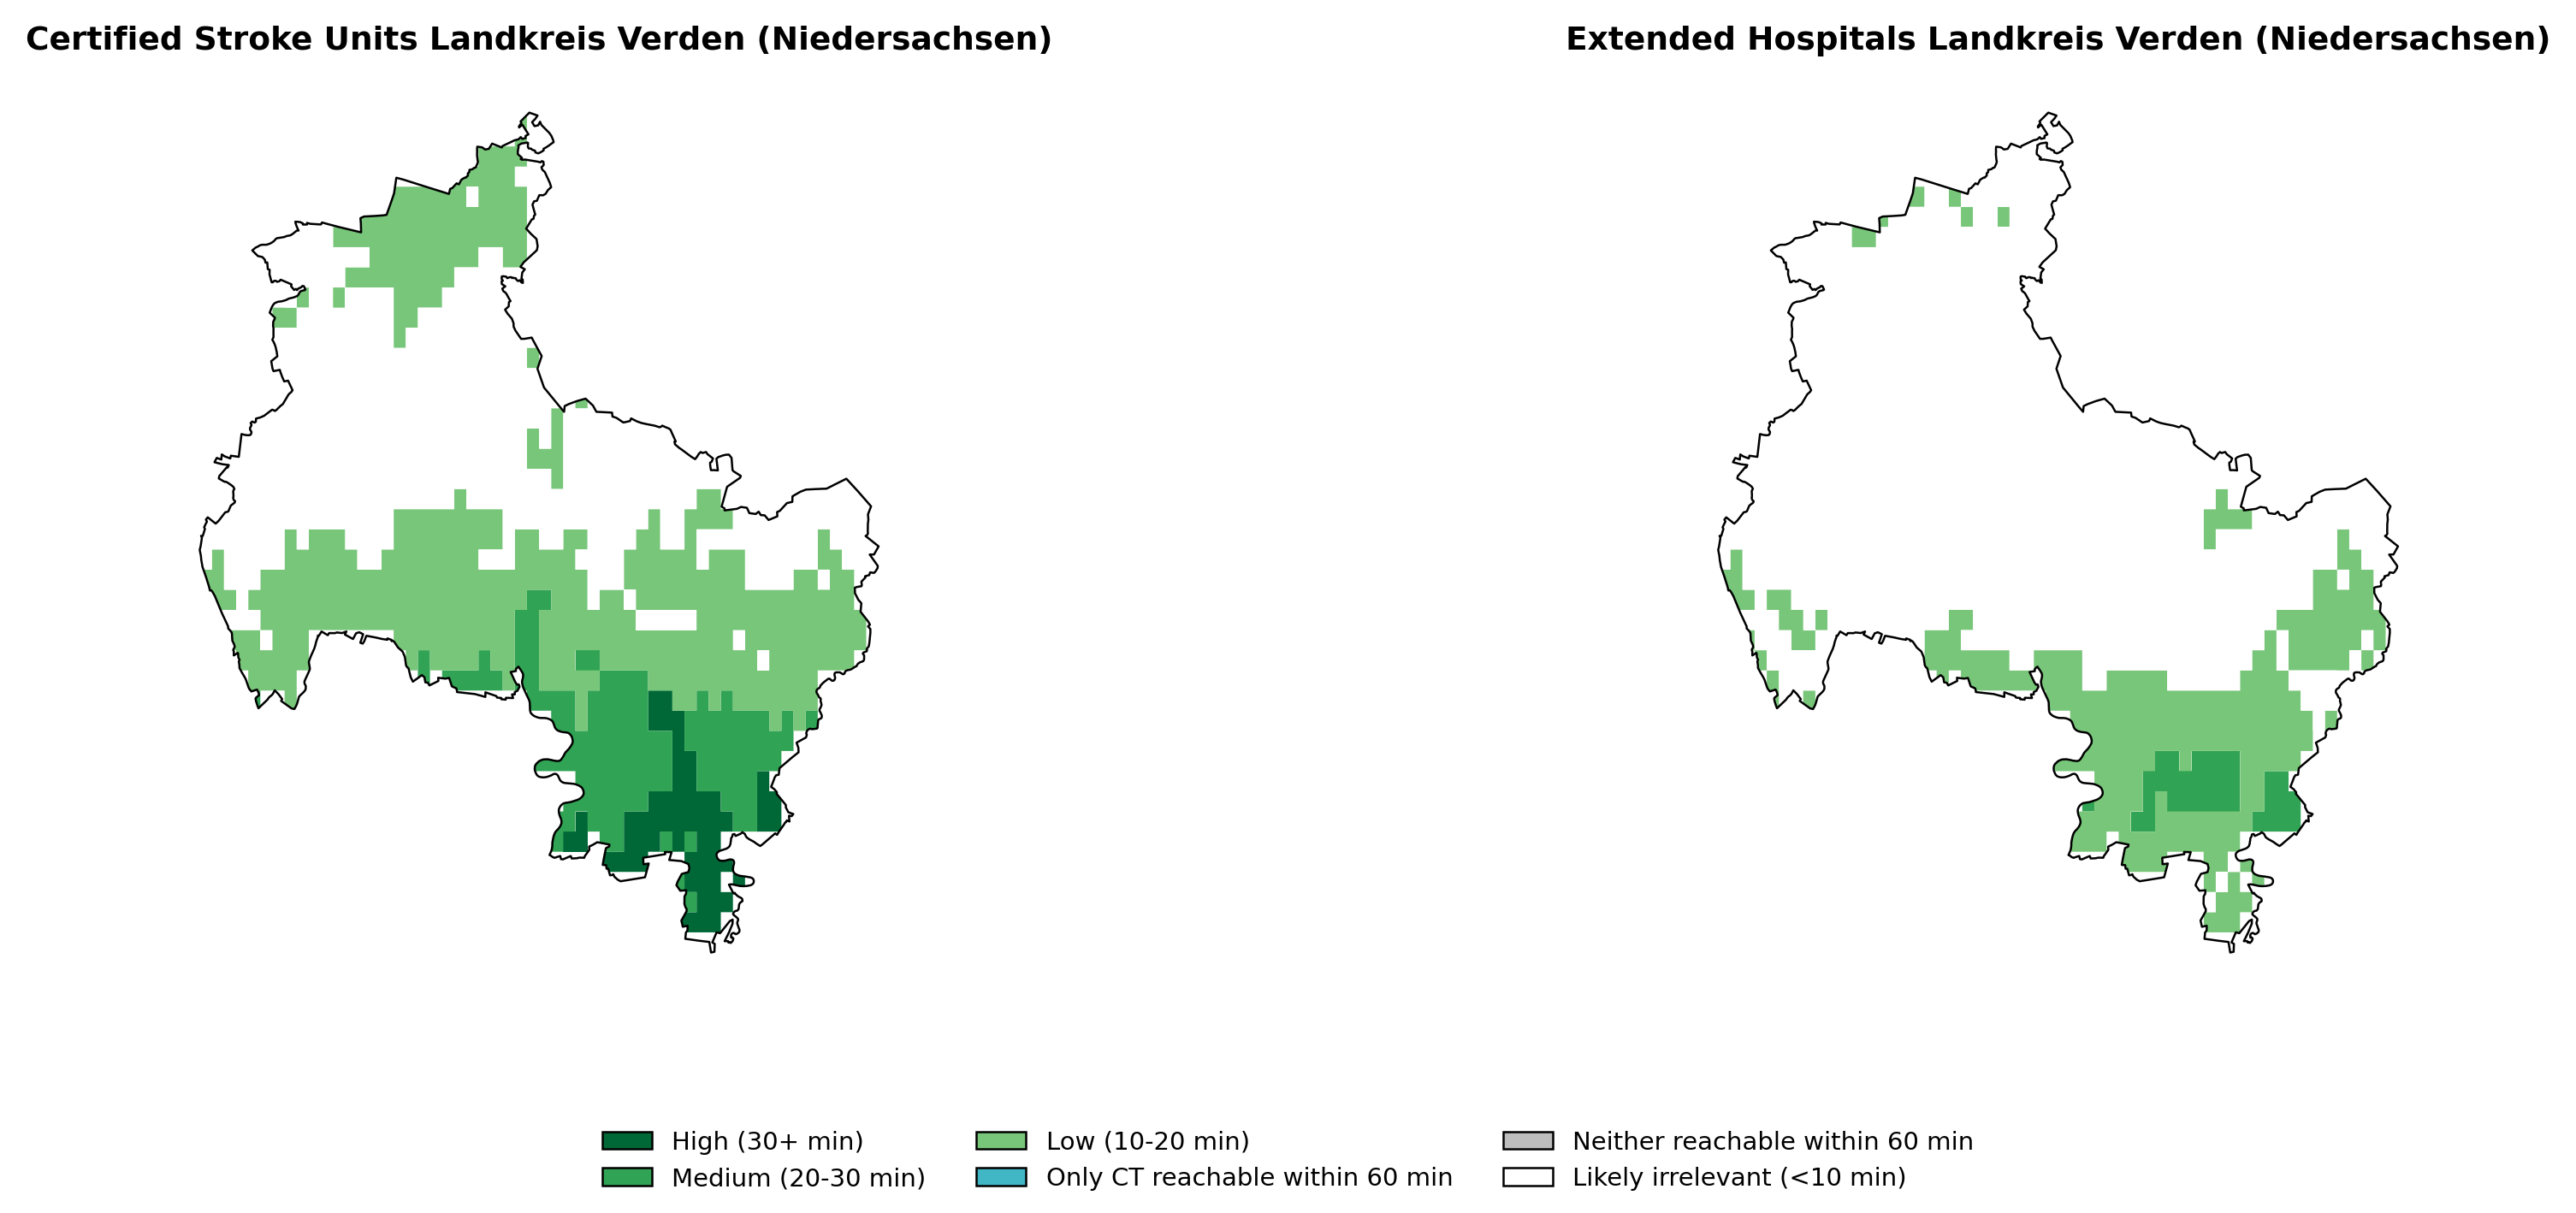 Certified Stroke Units Landkreis Verden (Niedersachsen)
Extended Hospitals Landkreis Verden (Niedersachsen)
High (30+ min)
Medium (20-30 min)
Low (10-20 min)
Only CT reachable within 60 min
Neither reachable within 60 min
Likely irrelevant (<10 min)